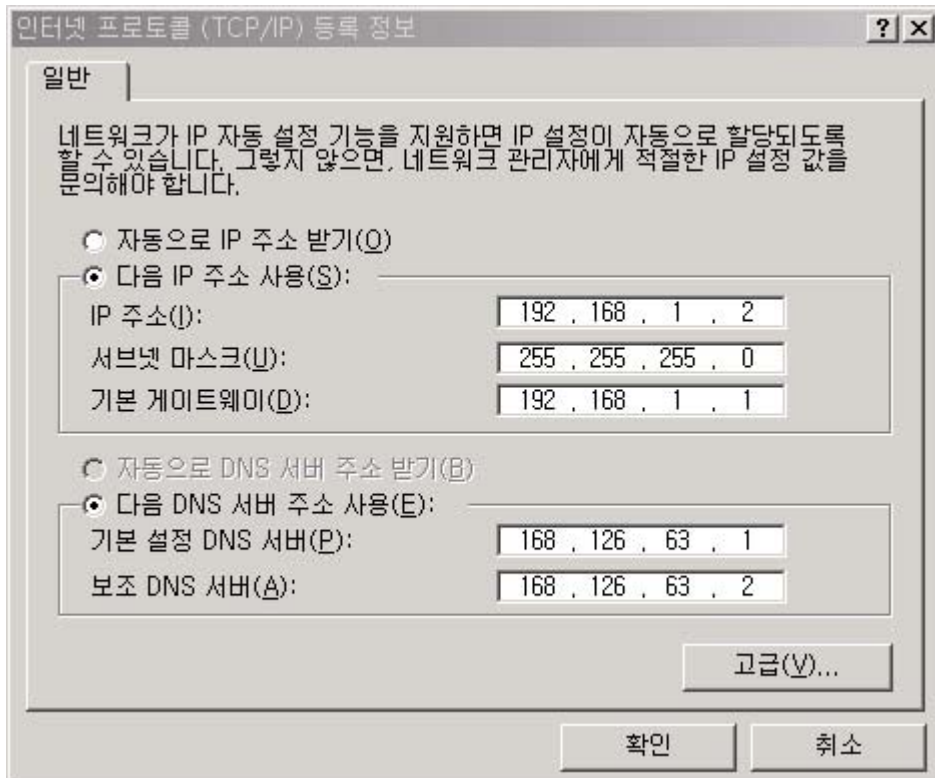 인터넷 프로토콜 (TCP/IP) 등록 정보
일반
네트워크가 IP 자동 설정 기능을 지원하면 IP 설정이 자동으로 할당되도록
할 수 있습니다. 그렇지 않으면, 네트워크 관리자에게 적절한 IP 설정 값을
문의해야 합니다.
자동으로 IP 주소 받기(O)
다음 IP 주소 사용(S):
IP 주소(I): 192 . 168 . 1 . 2
서브넷 마스크(U): 255 . 255 . 255 . 0
기본 게이트웨이(D): 192 . 168 . 1 . 1
자동으로 DNS 서버 주소 받기(B)
다음 DNS 서버 주소 사용(E):
기본 설정 DNS 서버(P): 168 . 126 . 63 . 1
보조 DNS 서버(A): 168 . 126 . 63 . 2
고급(V)...
확인 취소